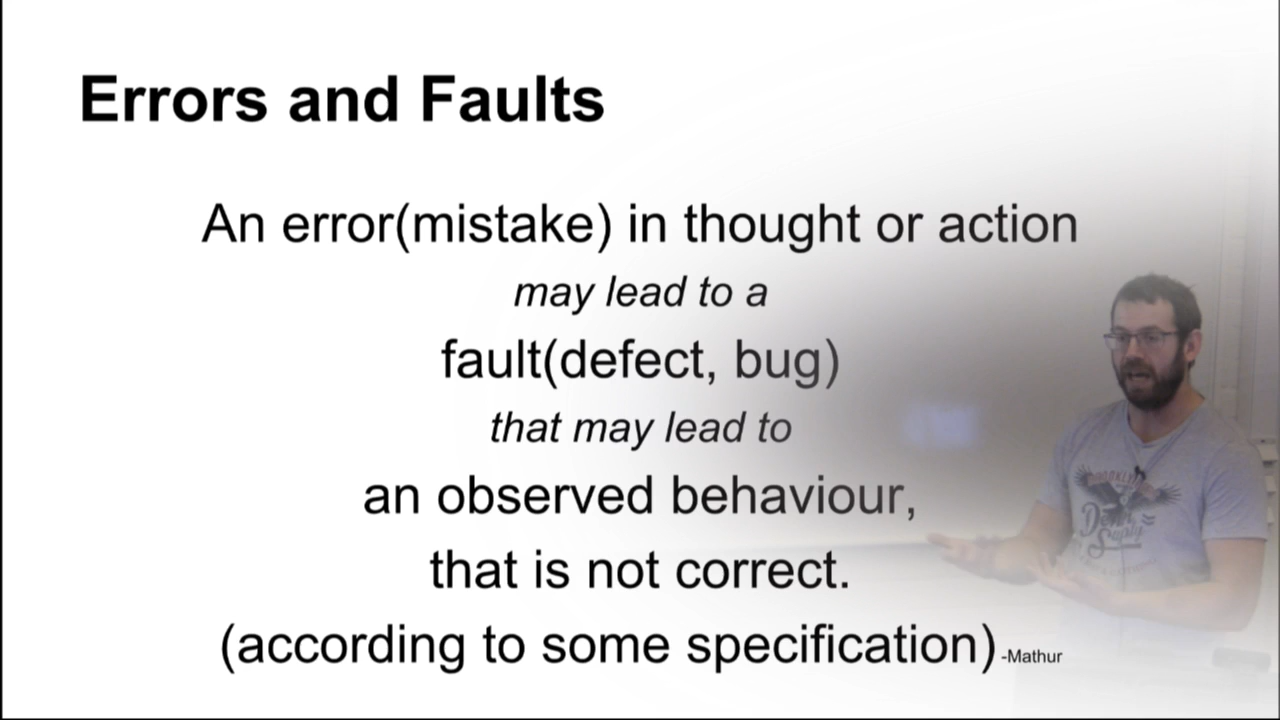 Errors and Faults
An error(mistake) in thought or action
may lead to a
fault(defect, bug)
that may lead to
an observed behaviour,
that is not correct.
(according to some specification) -Mathur